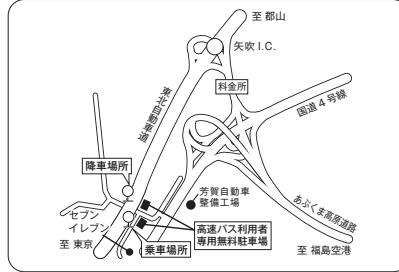 至 郡山
矢吹 I.C.
料金所
東北自動車道
国道4号線
降車場所
芳賀自動車
整備工場
あぶくま高原道路
セブン
イレブン
高速バス利用者
専用無料駐車場
至 東京
乗車場所
至 福島空港